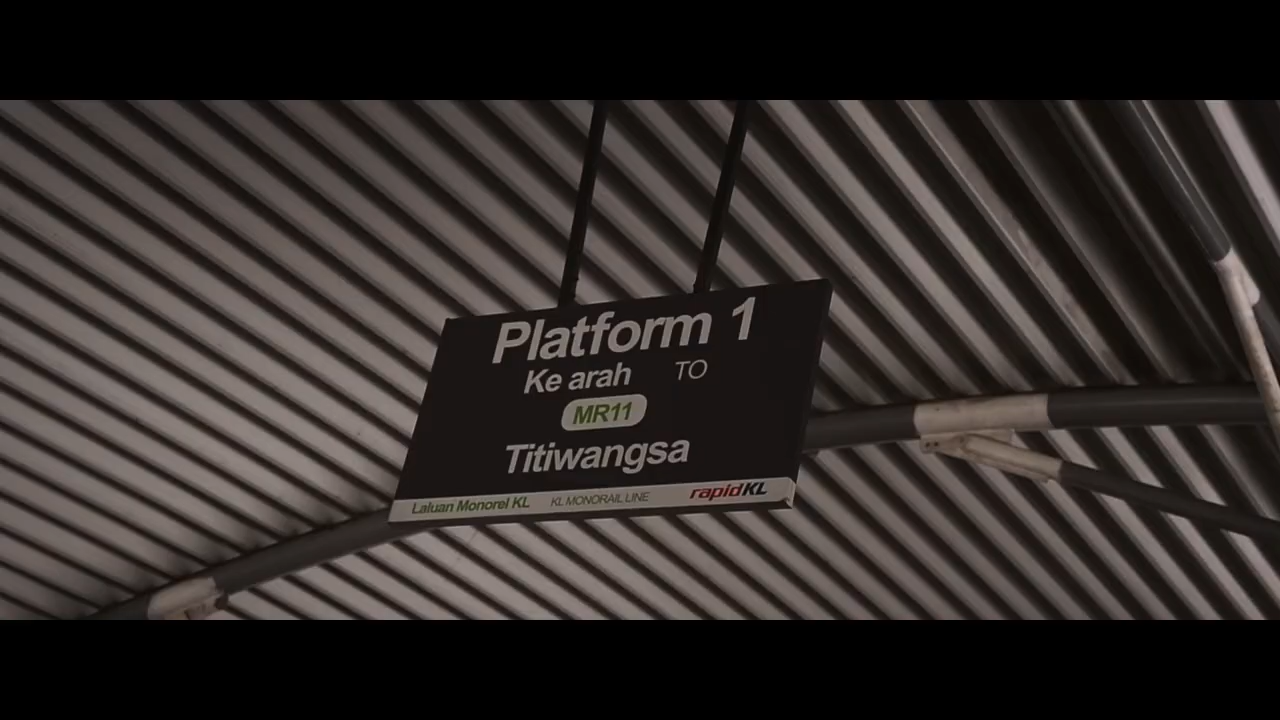 Platform 1
Ke arah TO
MR11
Titiwangsa
Laluan Monorel KL KL MONORAIL LINE rapidKL